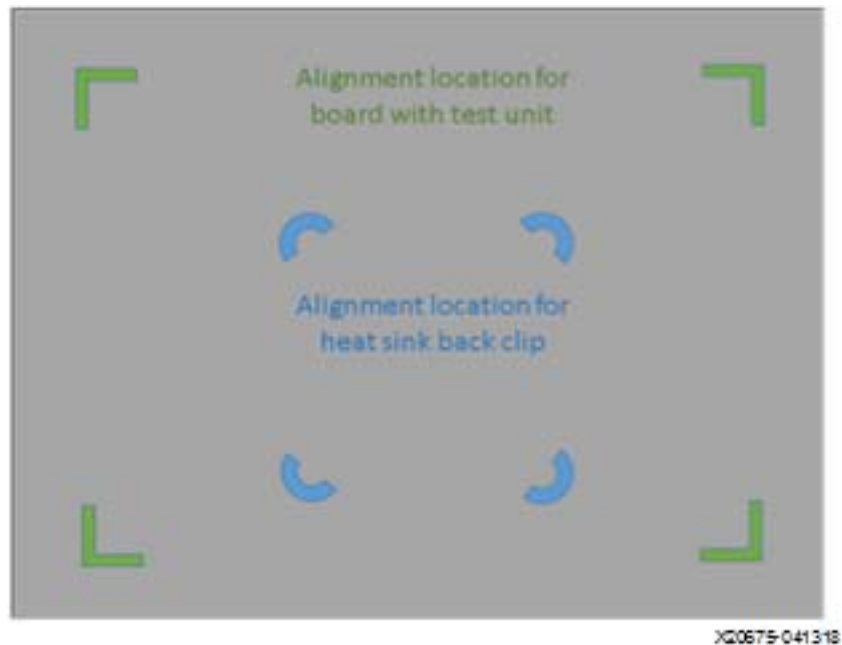 Alignment location for
board with test unit
Alignment location for
heat sink back clip
X20675-041318